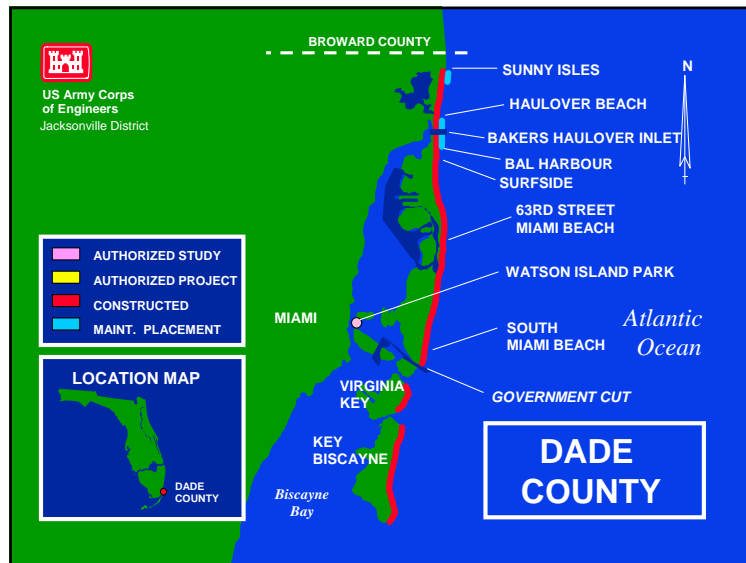 BROWARD COUNTY
US Army Corps
of Engineers
Jacksonville District
N
SUNNY ISLES
HAULOVER BEACH
BAKERS HAULOVER INLET
BAL HARBOUR
SURFSIDE
63RD STREET
MIAMI BEACH
AUTHORIZED STUDY
AUTHORIZED PROJECT
CONSTRUCTED
MAINT. PLACEMENT
WATSON ISLAND PARK
MIAMI
SOUTH
MIAMI BEACH
Atlantic
Ocean
LOCATION MAP
DADE
COUNTY
VIRGINIA
KEY
GOVERNMENT CUT
KEY
BISCAYNE
Biscayne
Bay
DADE
COUNTY